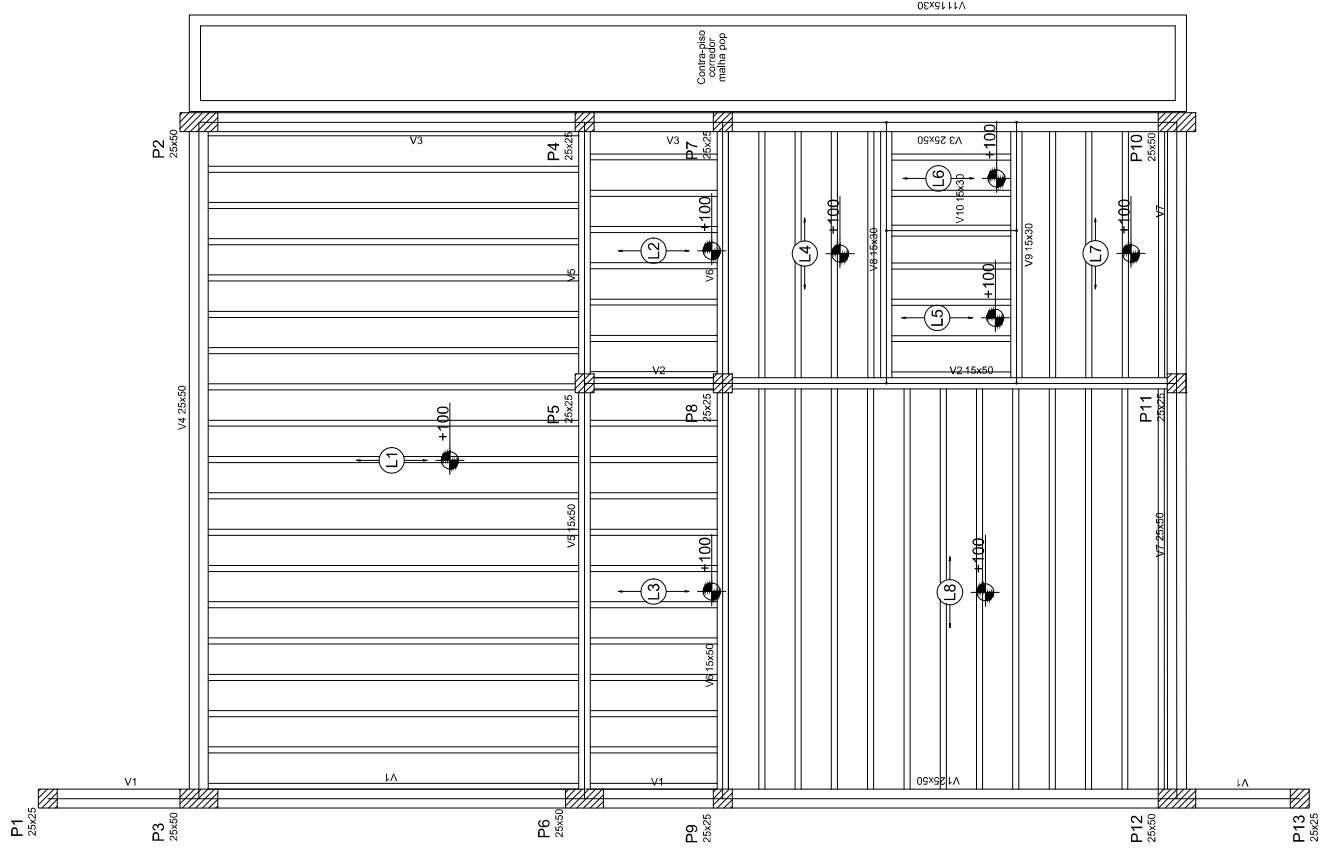 V11 15x30
Contra-piso
corredor
malha pop
P2
25x50
P4
25x25
P7
25x25
P10
25x50
V3
V3
V3 25x50
V7
L6
+100
V10 15x30
L2
+100
L4
+100
L7
+100
V5
V6
V8 15x30
V9 15x30
L5
+100
V4 25x50
V2
V2 15x50
P5
25x25
P8
25x25
P11
25x25
L1
+100
V5 15x50
V7 25x50
L3
+100
L8
+100
V6 15x50
V1
V1
V1
V1 25x50
V1
P1
25x25
P3
25x50
P6
25x50
P9
25x25
P12
25x50
P13
25x25